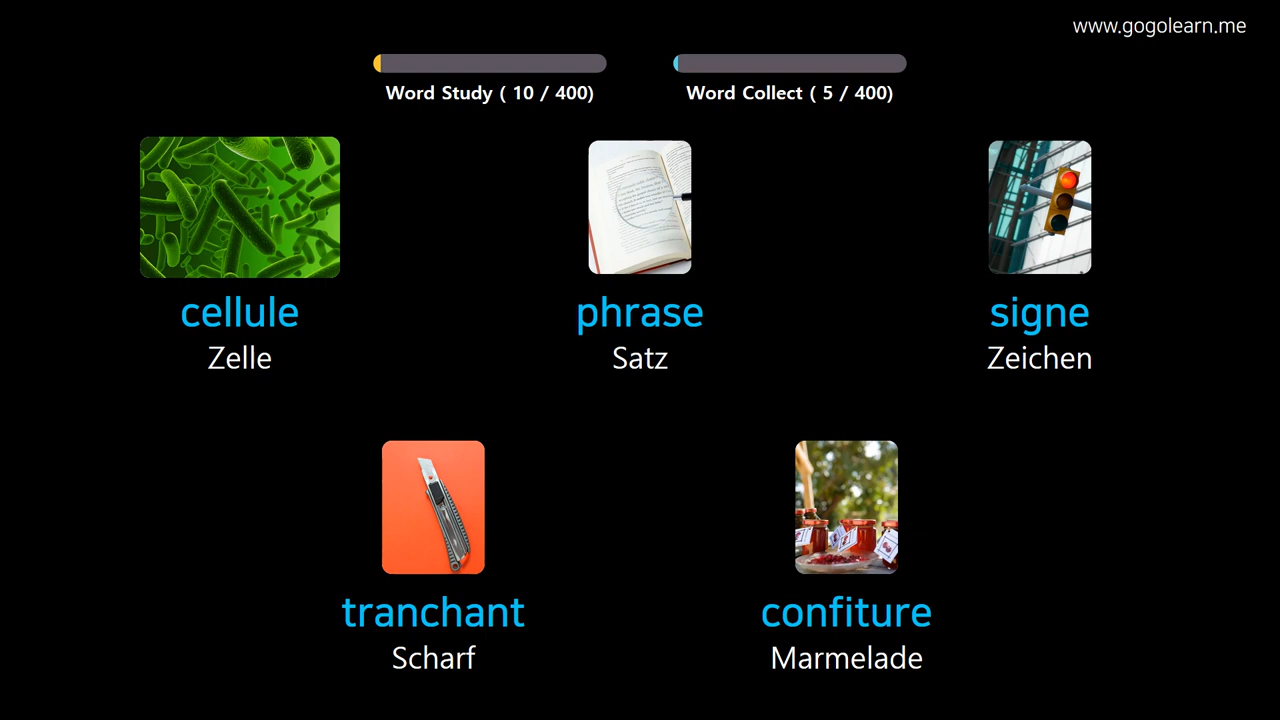 www.gogolearn.me
Word Study ( 10 / 400)
Word Collect ( 5 / 400)
cellule
Zelle
phrase
Satz
signe
Zeichen
tranchant
Scharf
confiture
Marmelade